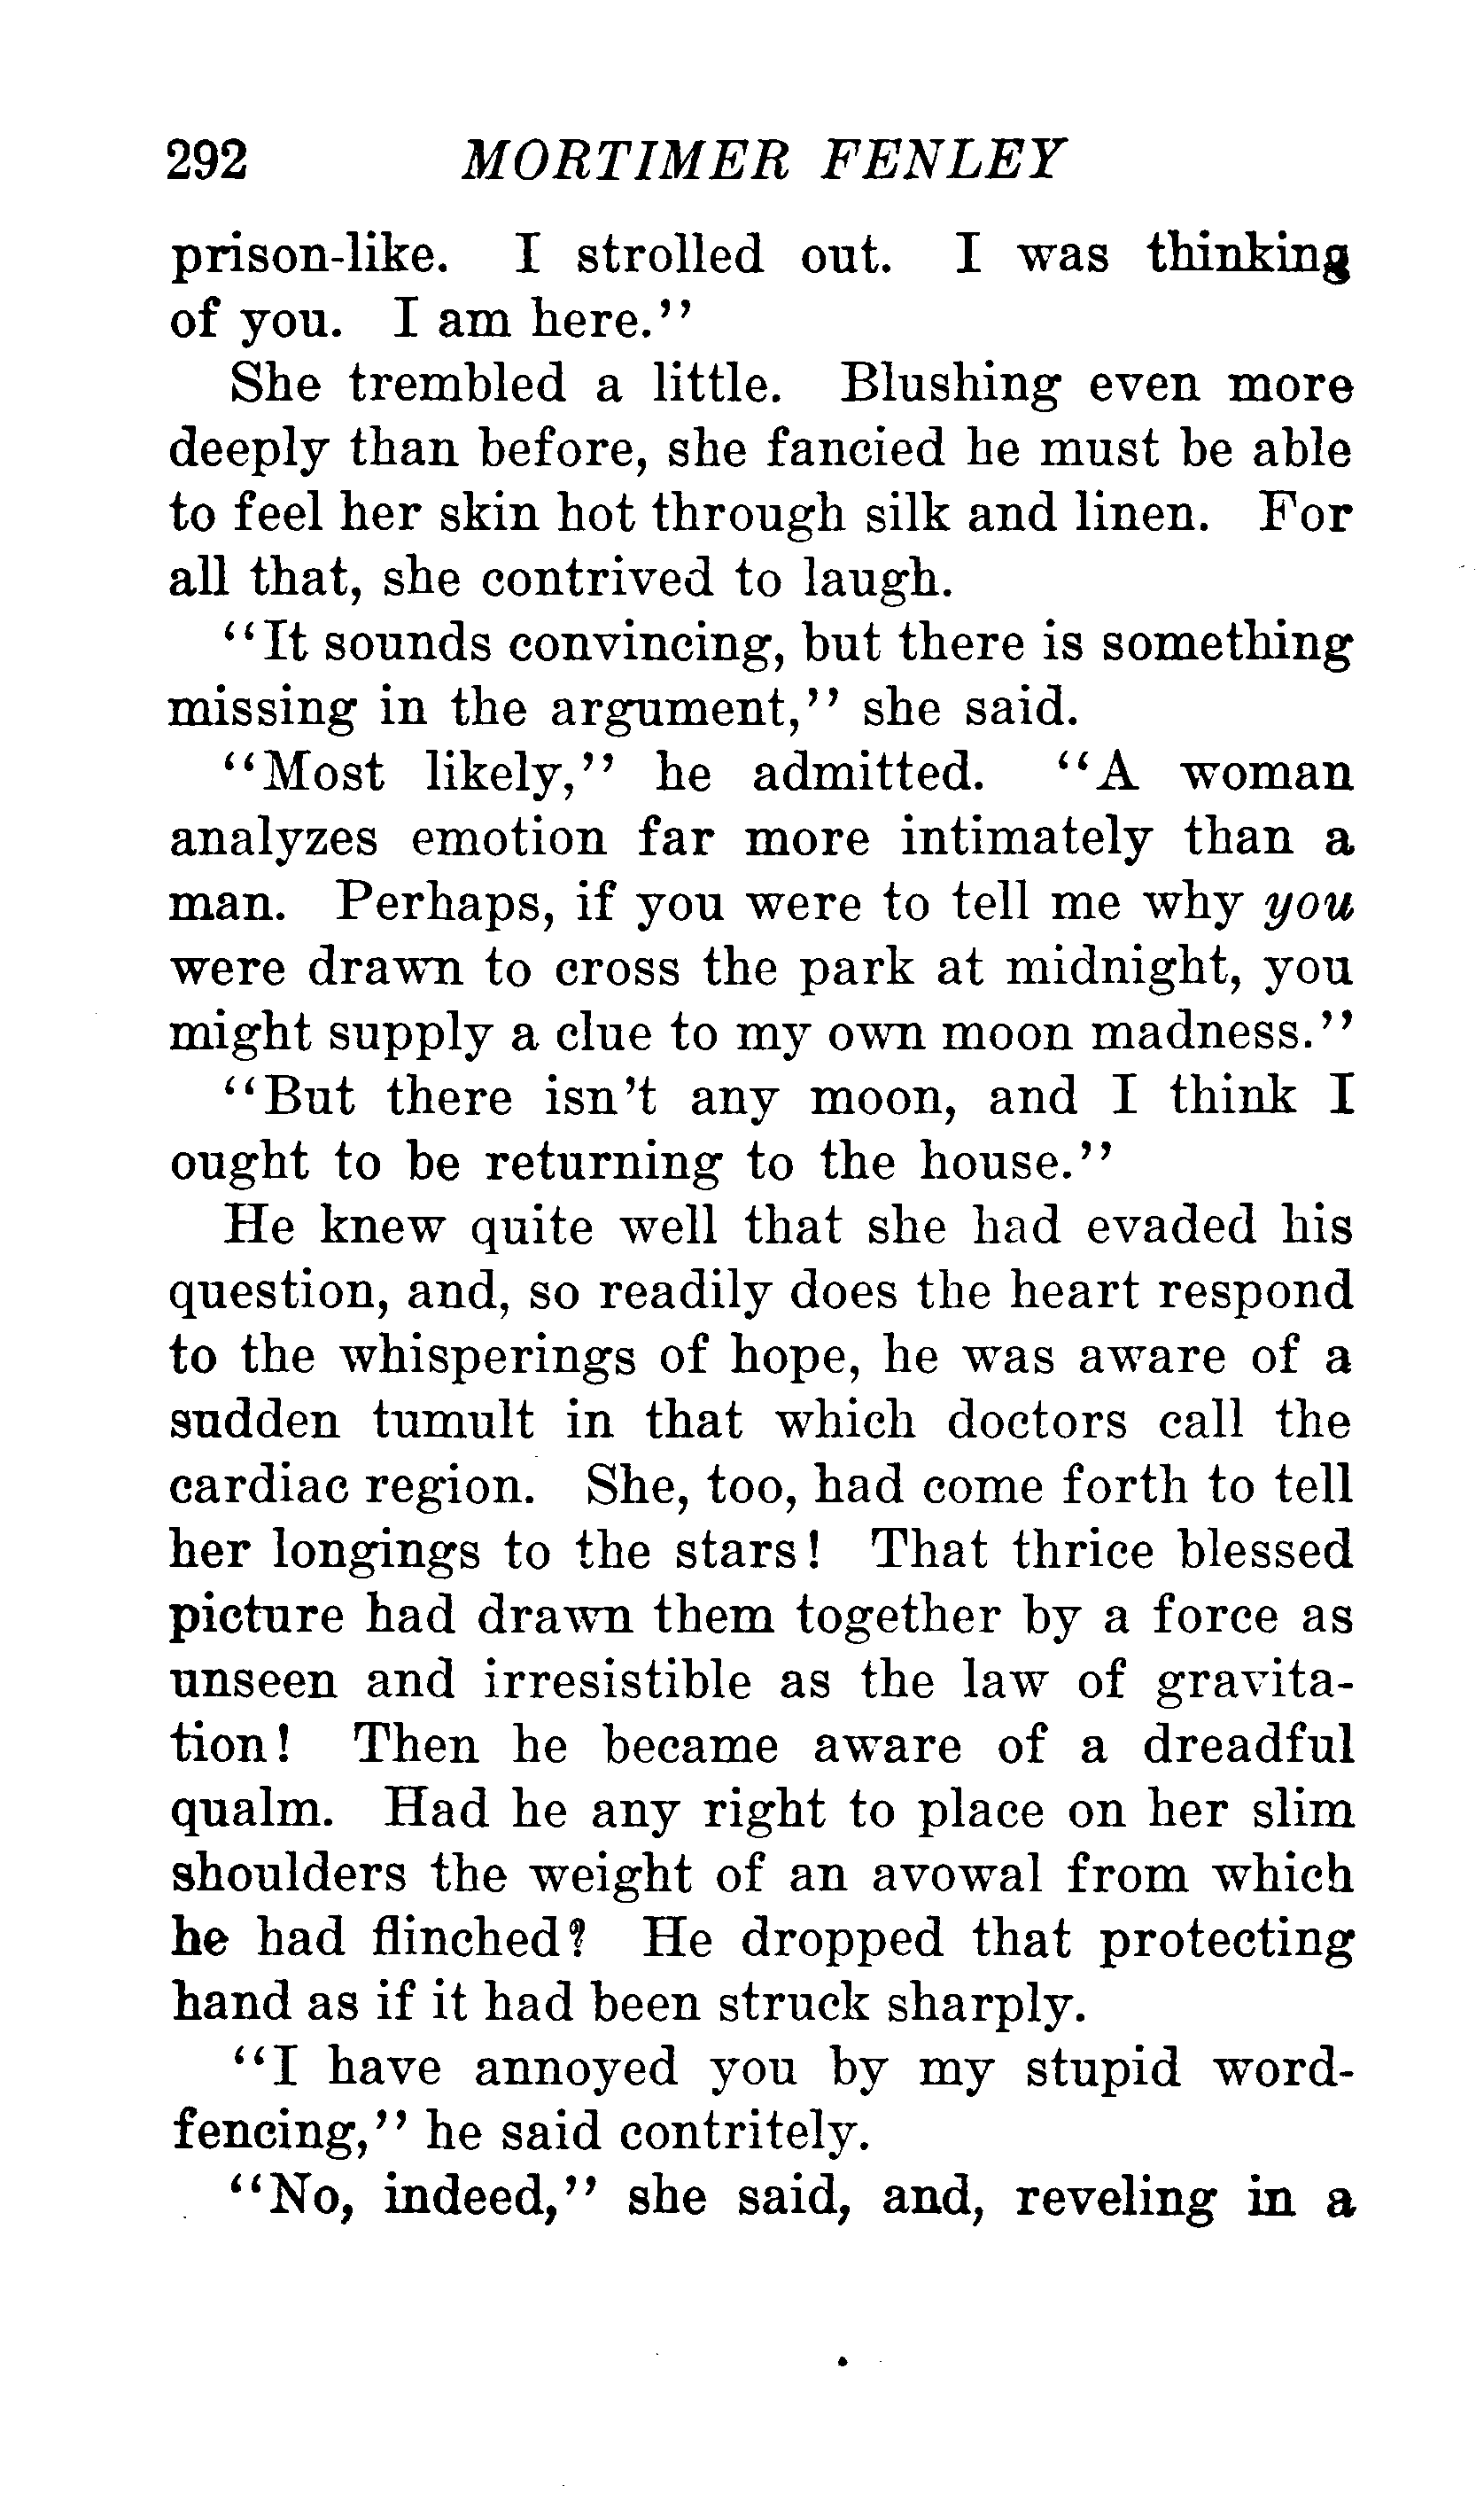 292 MORTIMER FENLEY
prison-like. I strolled out. I was thinking
of you. I am here."
She trembled a little. Blushing even more
deeply than before, she fancied he must be able
to feel her skin hot through silk and linen. For
all that, she contrived to laugh.
"It sounds convincing, but there is something
missing in the argument," she said.
"Most likely," he admitted. "A woman
analyzes emotion far more intimately than a
man. Perhaps, if you were to tell me why you
were drawn to cross the park at midnight, you
might supply a clue to my own moon madness."
"But there isn't any moon, and I think I
ought to be returning to the house."
He knew quite well that she had evaded his
question, and, so readily does the heart respond
to the whisperings of hope, he was aware of a
sudden tumult in that which doctors call the
cardiac region. She, too, had come forth to tell
her longings to the stars! That thrice blessed
picture had drawn them together by a force as
unseen and irresistible as the law of gravita-
tion! Then he became aware of a dreadful
qualm. Had he any right to place on her slim
shoulders the weight of an avowal from which
he had flinched? He dropped that protecting
hand as if it had been struck sharply.
"I have annoyed you by my stupid word-
fencing," he said contritely.
"No, indeed," she said, and, reveling in a